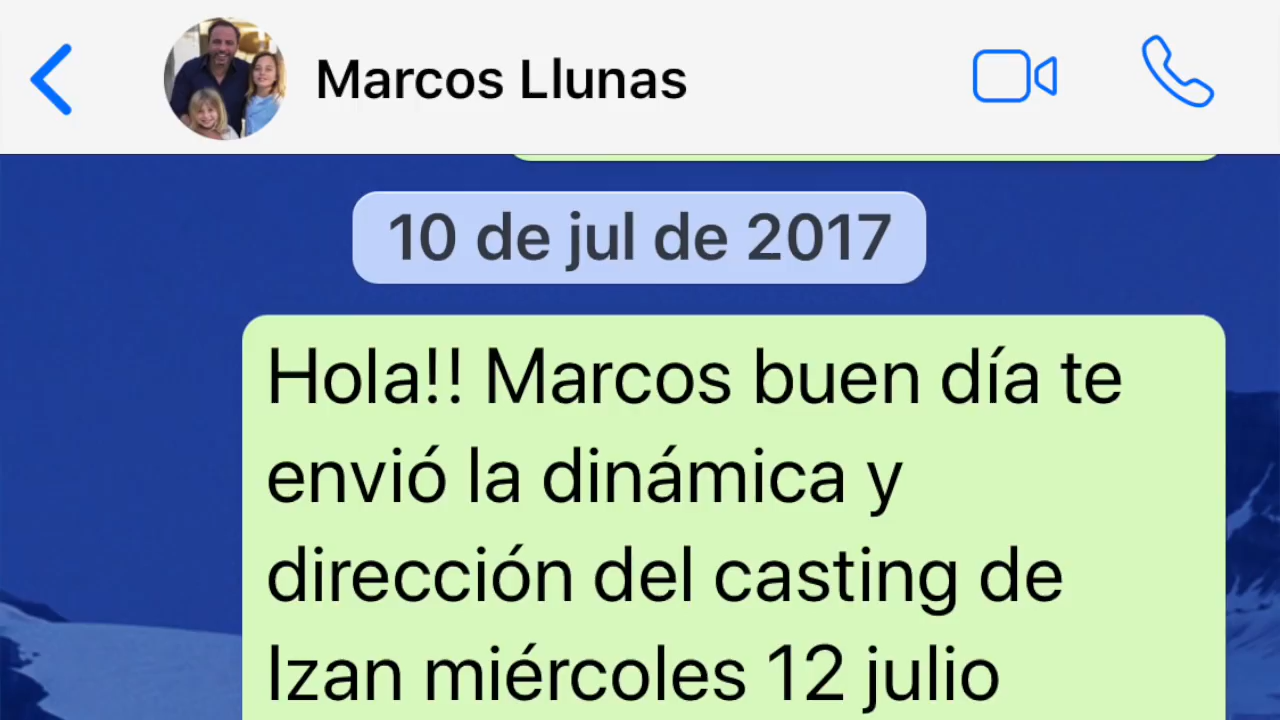 Marcos Llunas
10 de jul de 2017
Hola!! Marcos buen día te
envió la dinámica y
dirección del casting de
Izan miércoles 12 julio